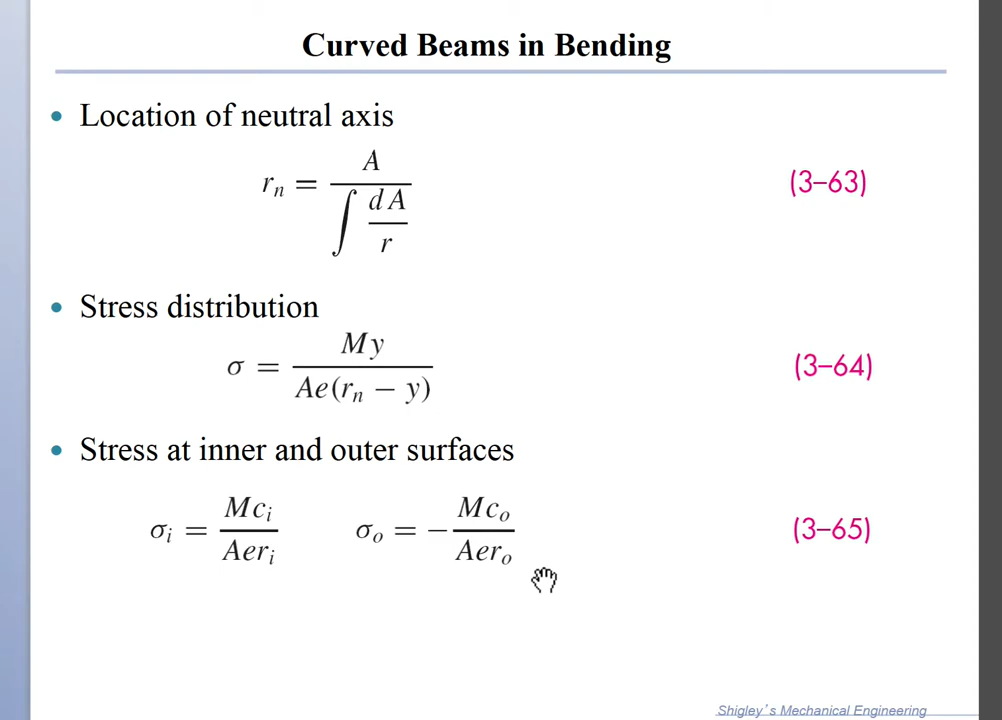 Curved Beams in Bending
• Location of neutral axis
r_n = A / ∫ dA/r (3–63)
• Stress distribution
σ = My / Ae(r_n − y) (3–64)
• Stress at inner and outer surfaces
σ_i = Mc_i / Aer_i σ_o = − Mc_o / Aer_o (3–65)
Shigley's Mechanical Engineering